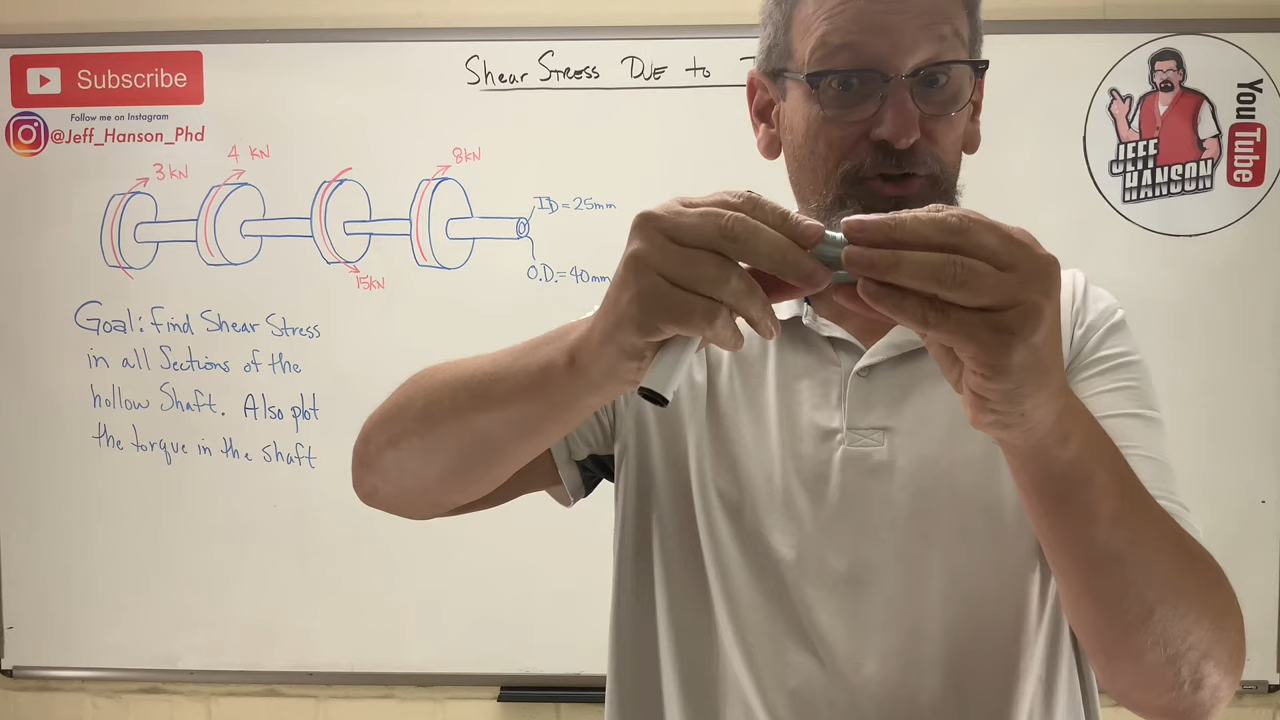 Subscribe
Follow me on Instagram
@Jeff_Hanson_Phd
Shear Stress Due to
YouTube
JEFF
HANSON
3 kN
4 kN
8kN
15kN
ID = 25mm
O.D. = 40mm
Goal: Find Shear Stress
in all Sections of the
hollow Shaft. Also plot
the torque in the shaft